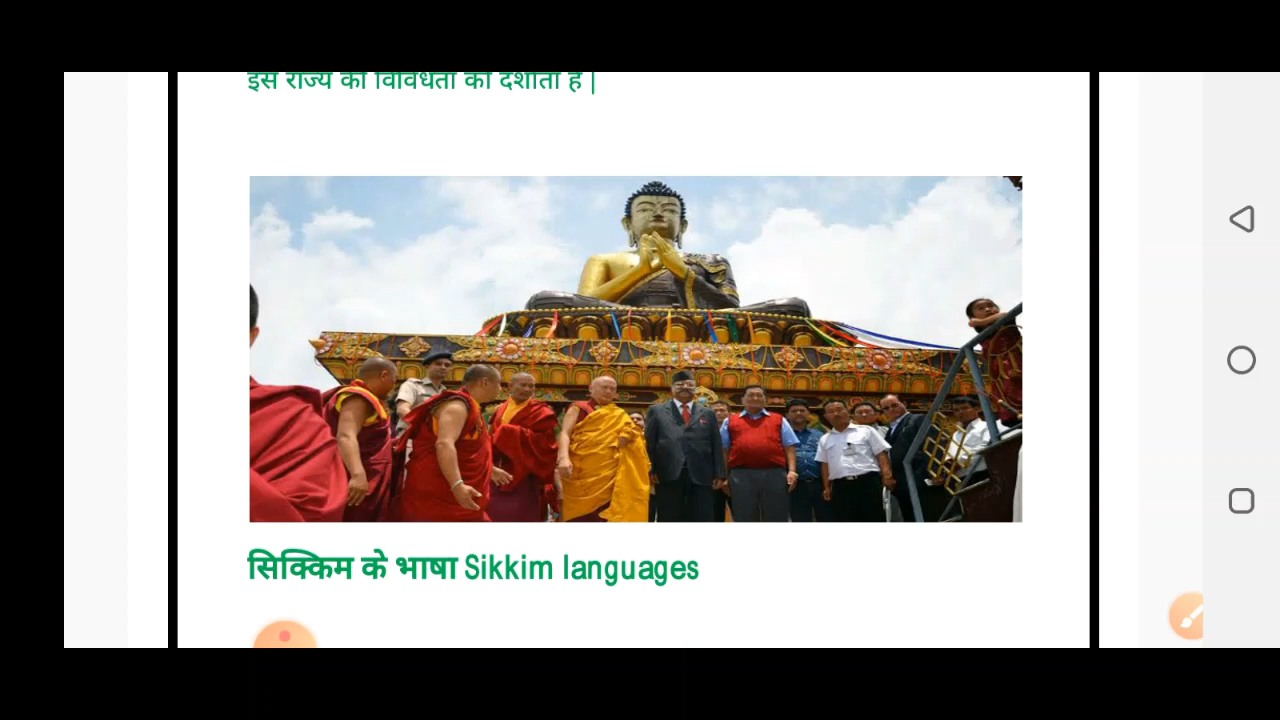 इस राज्य की विविधता को दर्शाता है |
सिक्किम के भाषा Sikkim languages